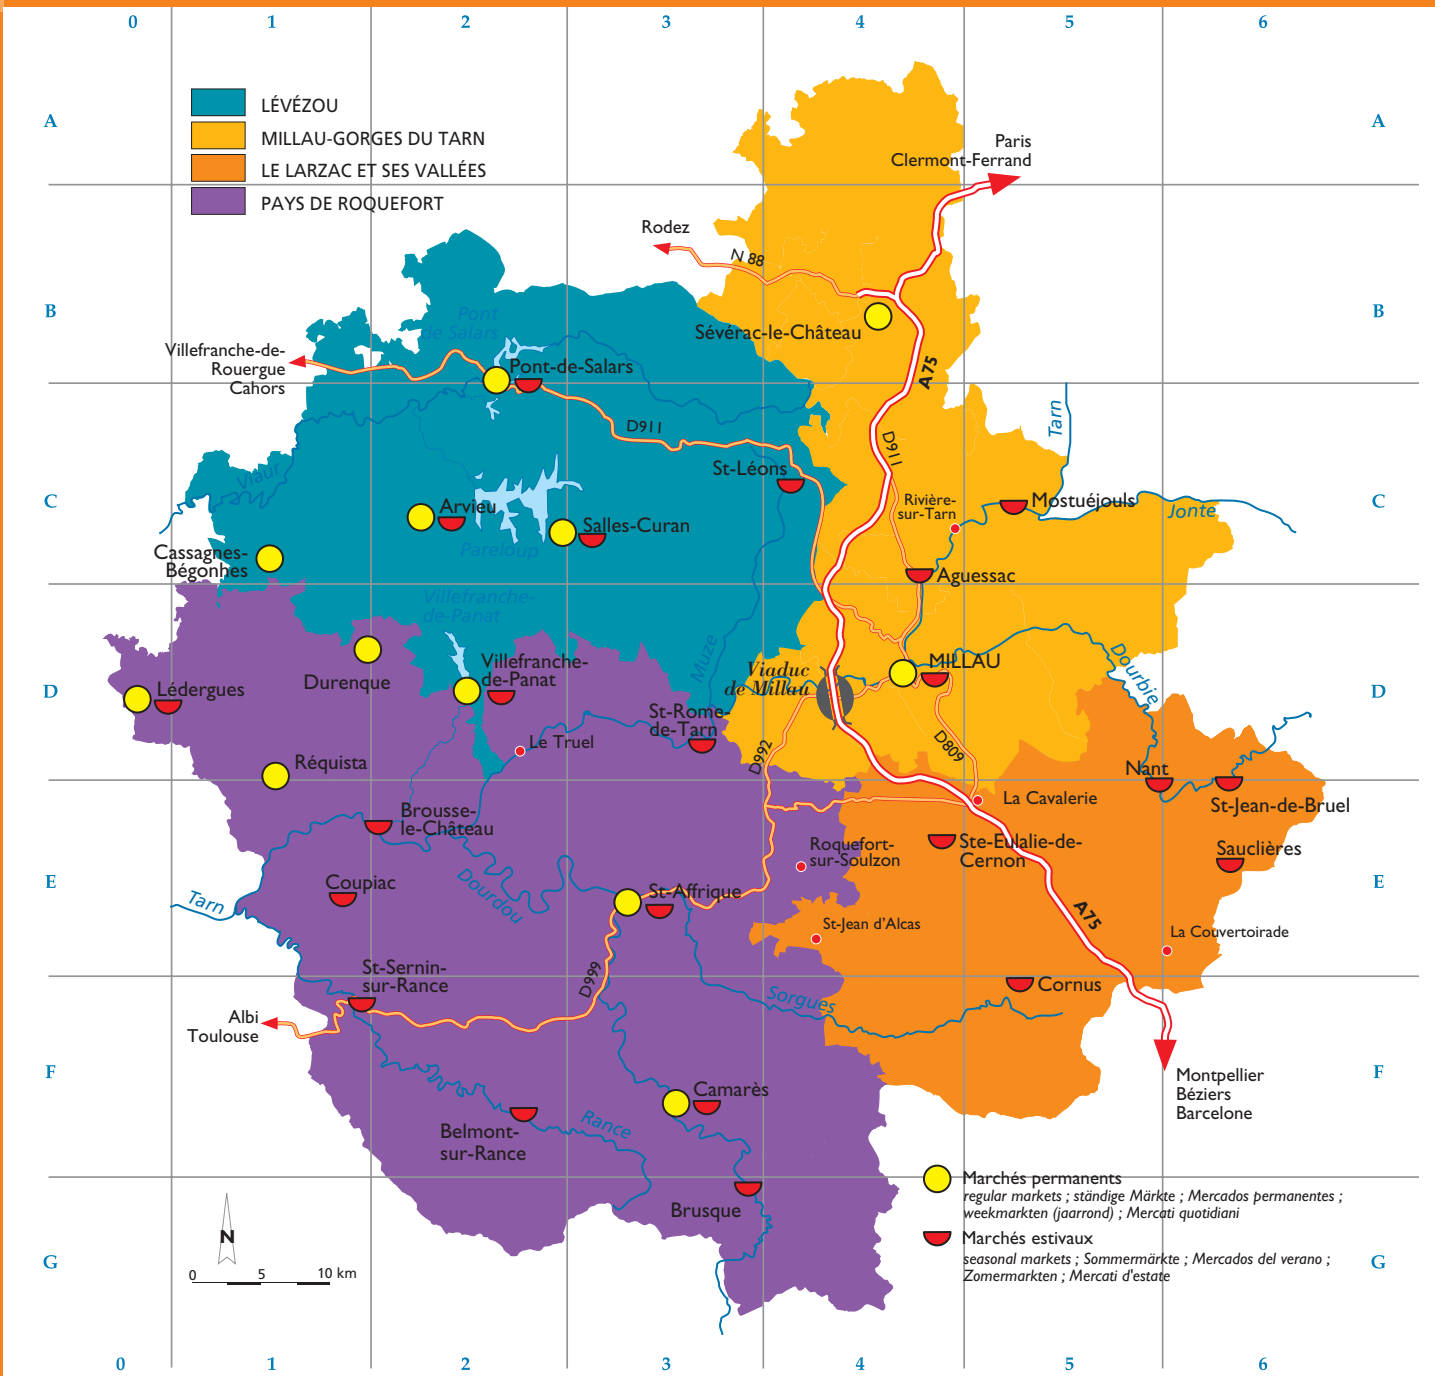 0 1 2 3 4 5 6
A A
LÉVÉZOU
MILLAU-GORGES DU TARN
LE LARZAC ET SES VALLÉES
PAYS DE ROQUEFORT
Paris
Clermont-Ferrand
Rodez
N 88
B B
Pont
de Salars
Sévérac-le-Château
Villefranche-de-
Rouergue
Cahors
Pont-de-Salars
A75
Tarn
D911
D911
St-Léons
Viaur
C C
Arvieu
Salles-Curan
Pareloup
Rivière-
sur-Tarn
Mostuéjouls
Jonte
Cassagnes-
Bégonhes
Aguessac
Villefranche-
de-Panat
Muze
Durenque
Villefranche-
de-Panat
Viaduc
de Millau
MILLAU
Dourbie
D D
Lédergues
St-Rome-
de-Tarn
Le Truel
D992
D809
Réquista
Nant
La Cavalerie
St-Jean-de-Bruel
Brousse-
le-Château
Roquefort-
sur-Soulzon
Ste-Eulalie-de-
Cernon
Sauclières
E E
Coupiac
Dourdou
St-Affrique
Tarn
St-Jean d'Alcas
A75
La Couvertoirade
St-Sernin-
sur-Rance
D999
Sorgues
Cornus
Albi
Toulouse
F F
Montpellier
Béziers
Barcelone
Camarès
Belmont-
sur-Rance
Rance
Brusque
Marchés permanents
regular markets ; ständige Märkte ; Mercados permanentes ;
weekmarkten (jaarrond) ; Mercati quotidiani
Marchés estivaux
seasonal markets ; Sommermärkte ; Mercados del verano ;
Zomermarkten ; Mercati d'estate
N
0 5 10 km
G G
0 1 2 3 4 5 6